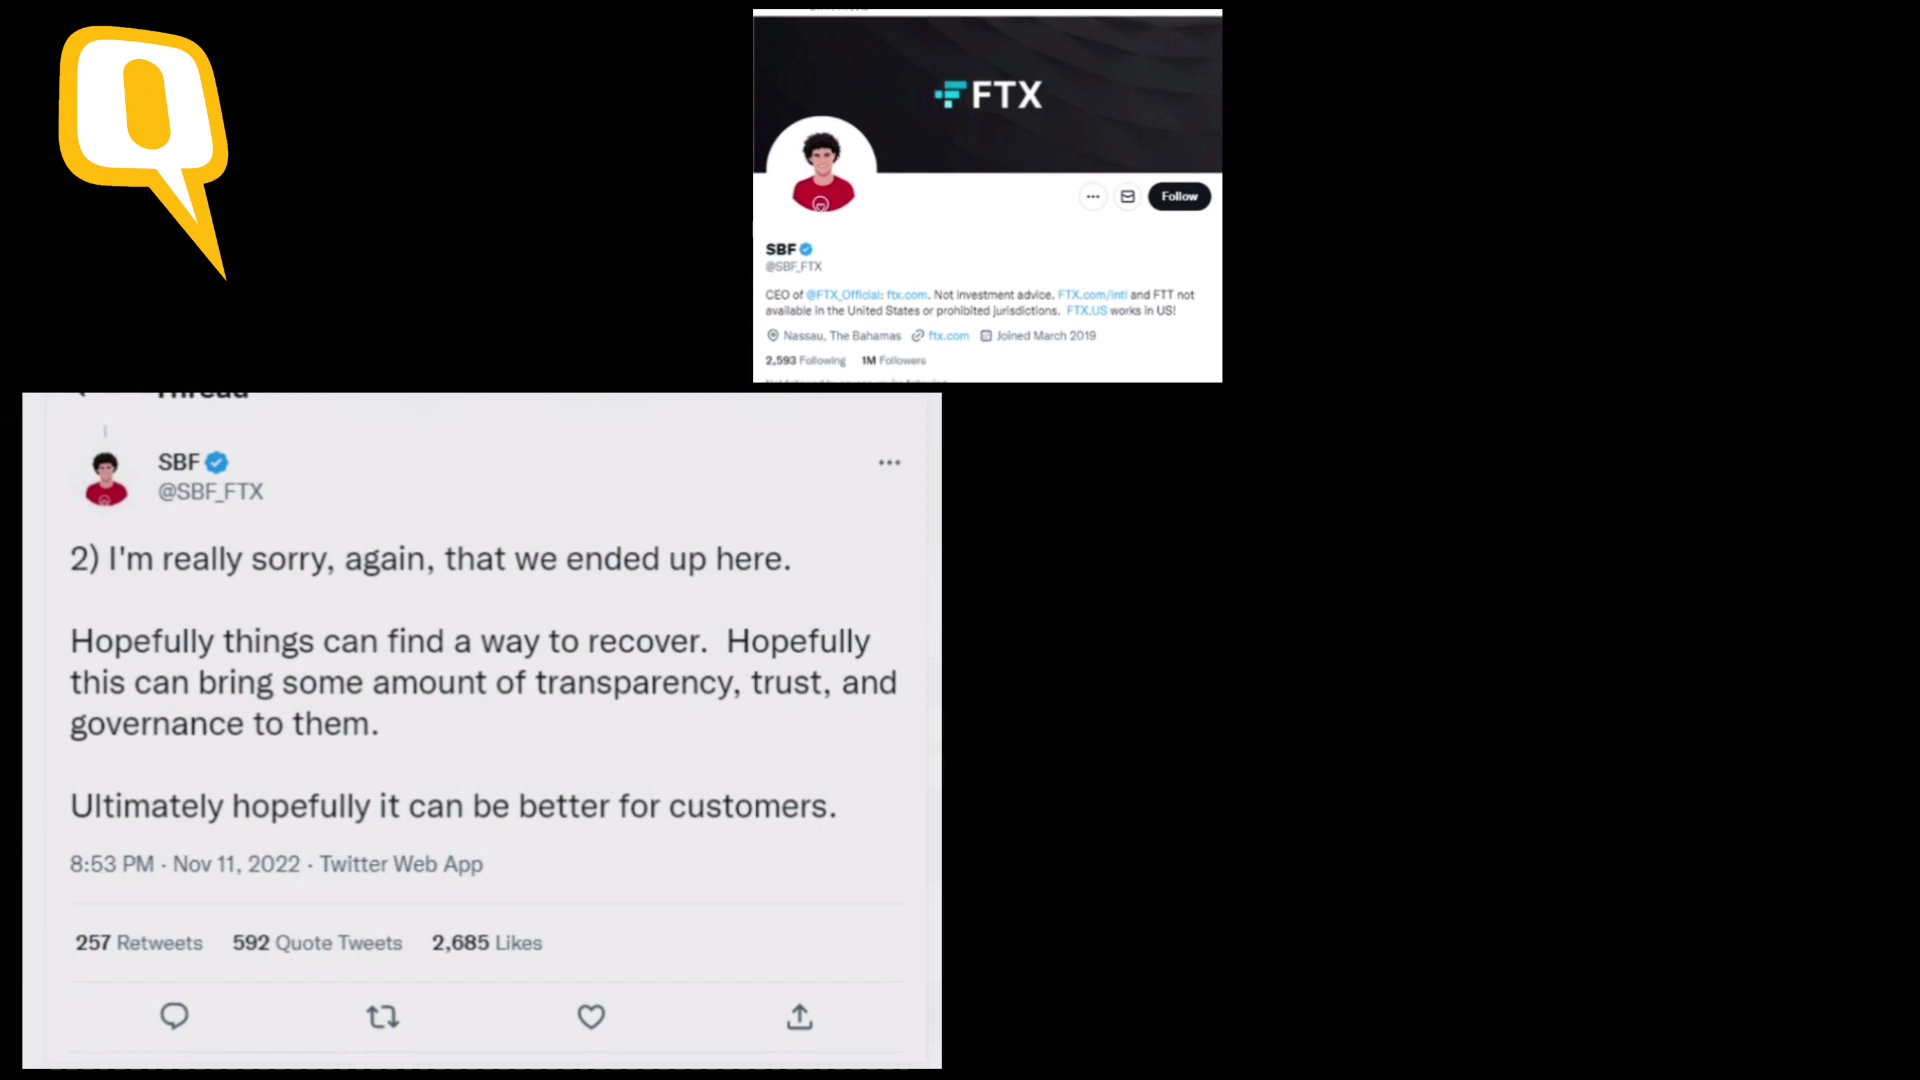 FTX
Follow
SBF
@SBF_FTX
CEO of @FTX_Official: ftx.com. Not investment advice. FTX.com/intl and FTT not
available in the United States or prohibited jurisdictions. FTX.US works in US!
Nassau, The Bahamas ftx.com Joined March 2019
2,593 Following 1M Followers
Thread
SBF
@SBF_FTX
2) I'm really sorry, again, that we ended up here.
Hopefully things can find a way to recover. Hopefully
this can bring some amount of transparency, trust, and
governance to them.
Ultimately hopefully it can be better for customers.
8:53 PM · Nov 11, 2022 · Twitter Web App
257 Retweets 592 Quote Tweets 2,685 Likes